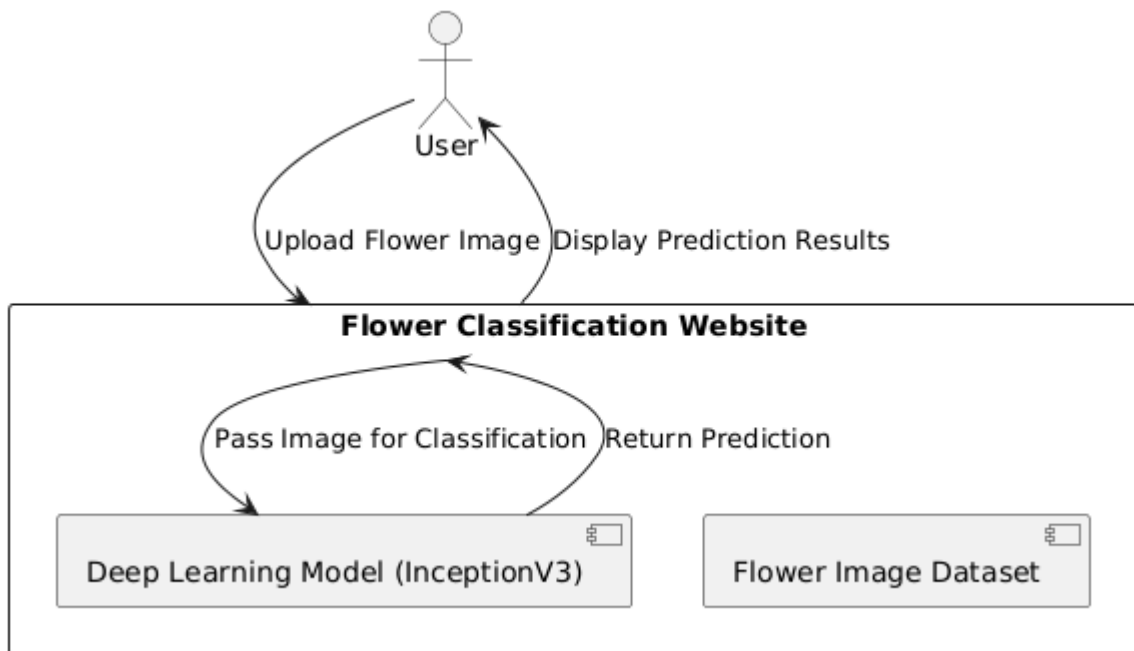 User
Upload Flower Image
Display Prediction Results
Flower Classification Website
Pass Image for Classification
Return Prediction
Deep Learning Model (InceptionV3)
Flower Image Dataset